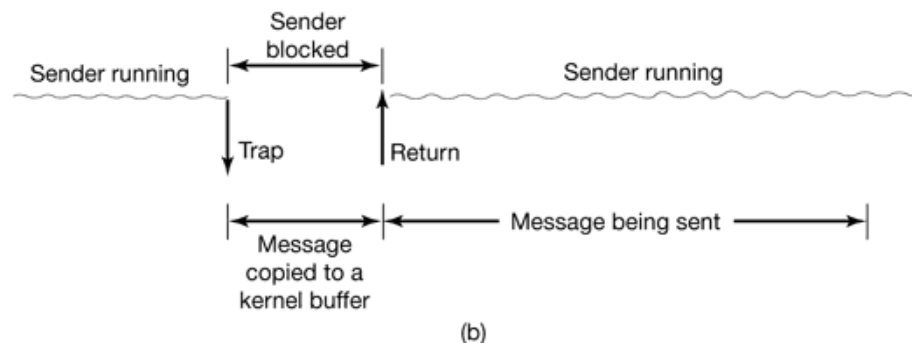 Sender
blocked
Sender running
Sender running
Trap
Return
Message
copied to a
kernel buffer
Message being sent
(b)